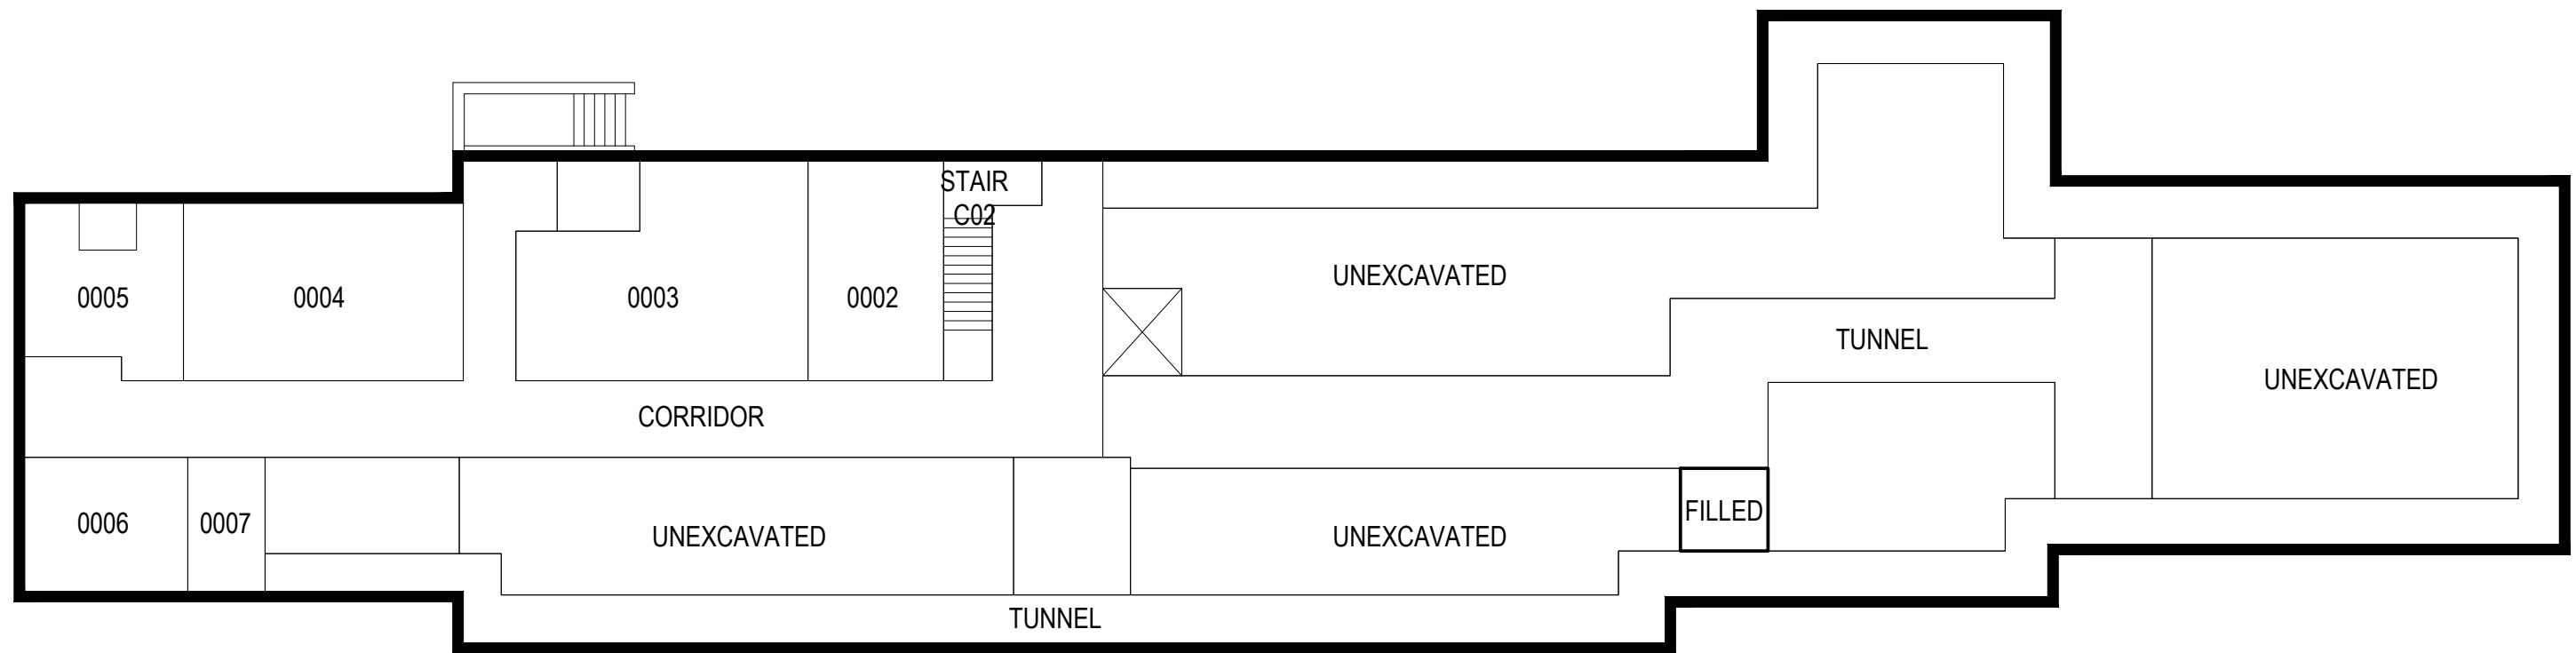 STAIR
C02
UNEXCAVATED
0005
0004
0003
0002
TUNNEL
UNEXCAVATED
CORRIDOR
FILLED
0006
0007
UNEXCAVATED
UNEXCAVATED
TUNNEL